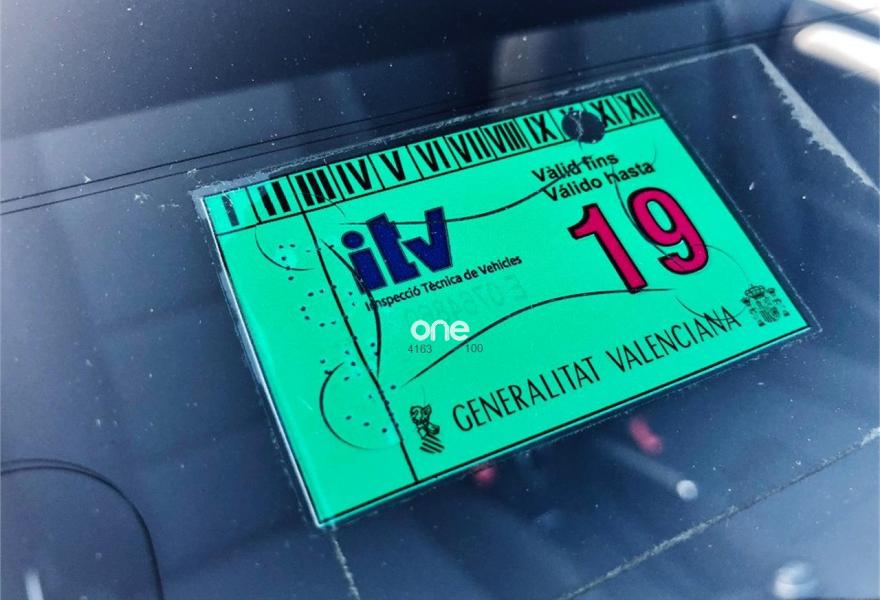 I II III IV V VI VII VIII IX X XI XII
Vàlid fins
Válido hasta
itv
19
Inspecció Tècnica de Vehicles
one
4163 100
GENERALITAT VALENCIANA